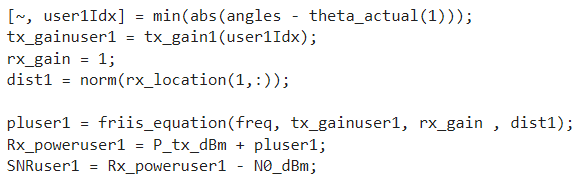 [~, user1Idx] = min(abs(angles - theta_actual(1)));
tx_gainuser1 = tx_gain1(user1Idx);
rx_gain = 1;
dist1 = norm(rx_location(1,:));
pluser1 = friis_equation(freq, tx_gainuser1, rx_gain , dist1);
Rx_poweruser1 = P_tx_dBm + pluser1;
SNRuser1 = Rx_poweruser1 - N0_dBm;